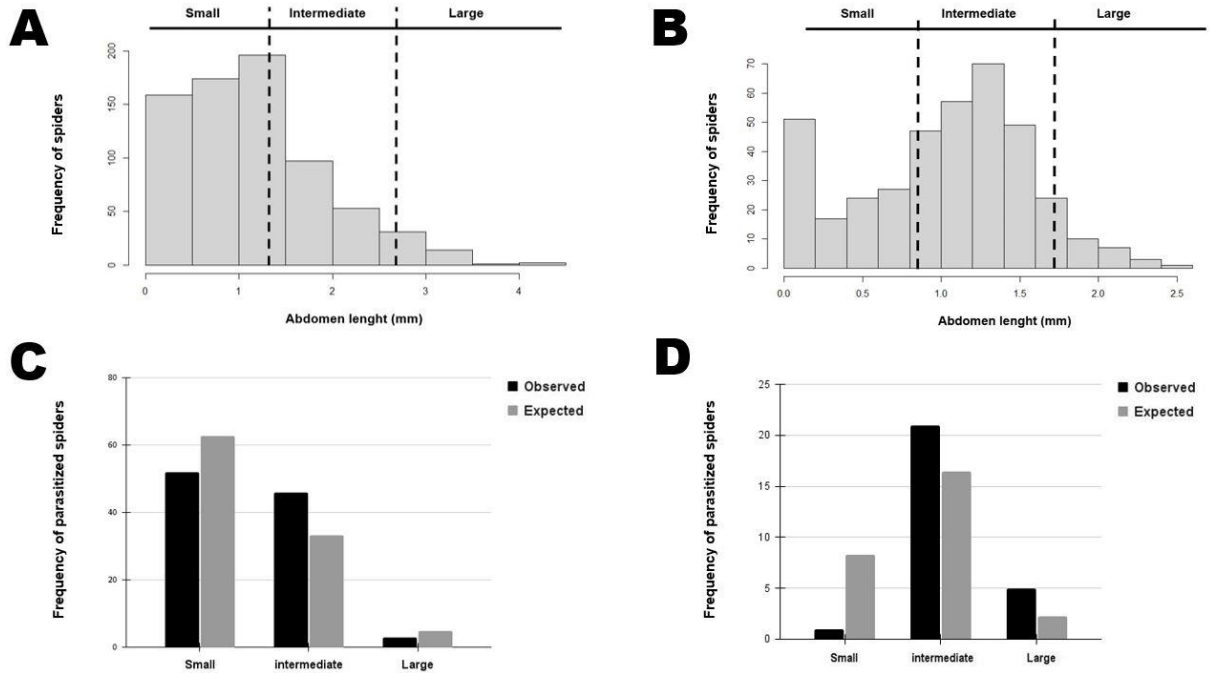 A
Small Intermediate Large
Frequency of spiders
200
150
100
50
0
0 1 2 3 4
Abdomen lenght (mm)
B
Small Intermediate Large
Frequency of spiders
70
60
50
40
30
20
10
0
0.0 0.5 1.0 1.5 2.0 2.5
Abdomen lenght (mm)
C
Frequency of parasitized spiders
80
60
40
20
0
Small intermediate Large
Observed
Expected
D
Frequency of parasitized spiders
25
20
15
10
5
0
Small intermediate Large
Observed
Expected